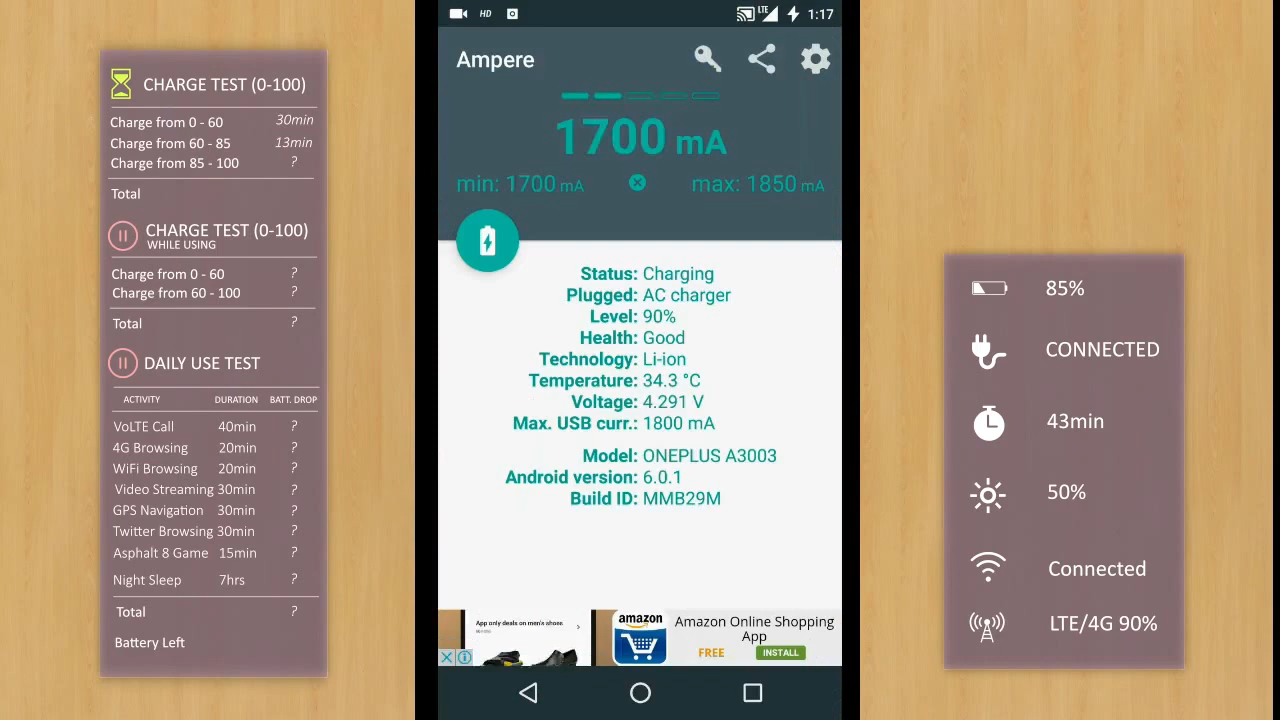 CHARGE TEST (0-100)
Charge from 0 - 60 30min
Charge from 60 - 85 13min
Charge from 85 - 100 ?
Total
CHARGE TEST (0-100)
WHILE USING
Charge from 0 - 60 ?
Charge from 60 - 100 ?
Total ?
DAILY USE TEST
ACTIVITY DURATION BATT. DROP
VoLTE Call 40min ?
4G Browsing 20min ?
WiFi Browsing 20min ?
Video Streaming 30min ?
GPS Navigation 30min ?
Twitter Browsing 30min ?
Asphalt 8 Game 15min ?
Night Sleep 7hrs ?
Total ?
Battery Left
HD LTE 1:17
Ampere
1700 mA
min: 1700 mA max: 1850 mA
Status: Charging
Plugged: AC charger
Level: 90%
Health: Good
Technology: Li-ion
Temperature: 34.3 °C
Voltage: 4.291 V
Max. USB curr.: 1800 mA
Model: ONEPLUS A3003
Android version: 6.0.1
Build ID: MMB29M
App only deals on men's shoes
amazon
Amazon Online Shopping
App
FREE INSTALL
85%
CONNECTED
43min
50%
Connected
LTE/4G 90%